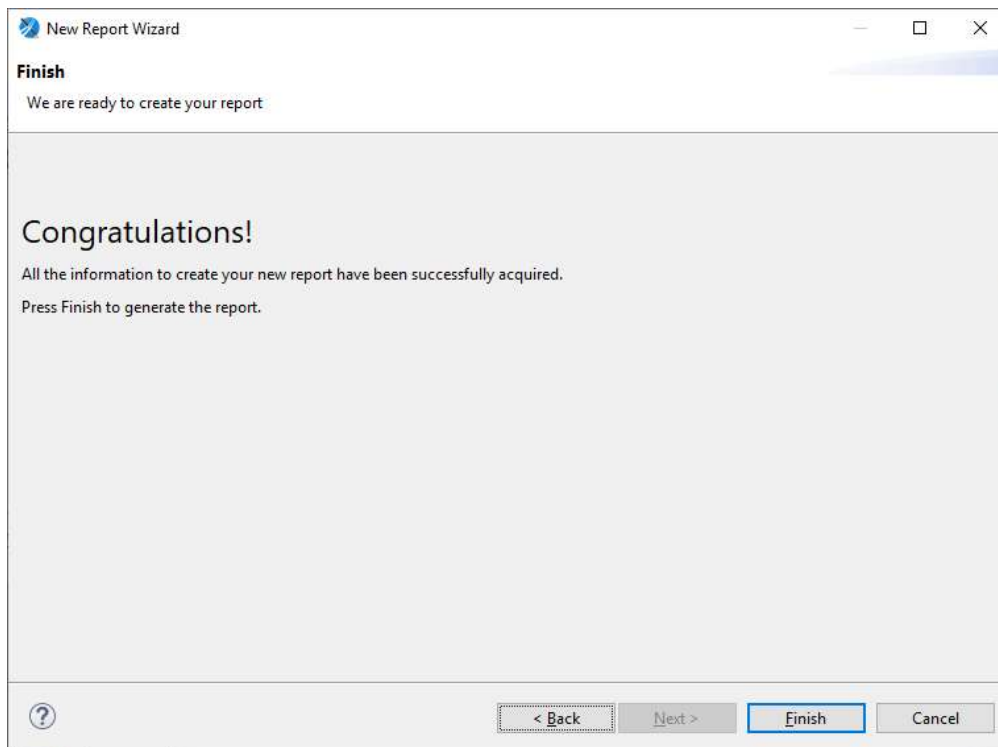 New Report Wizard
Finish
We are ready to create your report
Congratulations!
All the information to create your new report have been successfully acquired.
Press Finish to generate the report.
? < Back Next > Finish Cancel